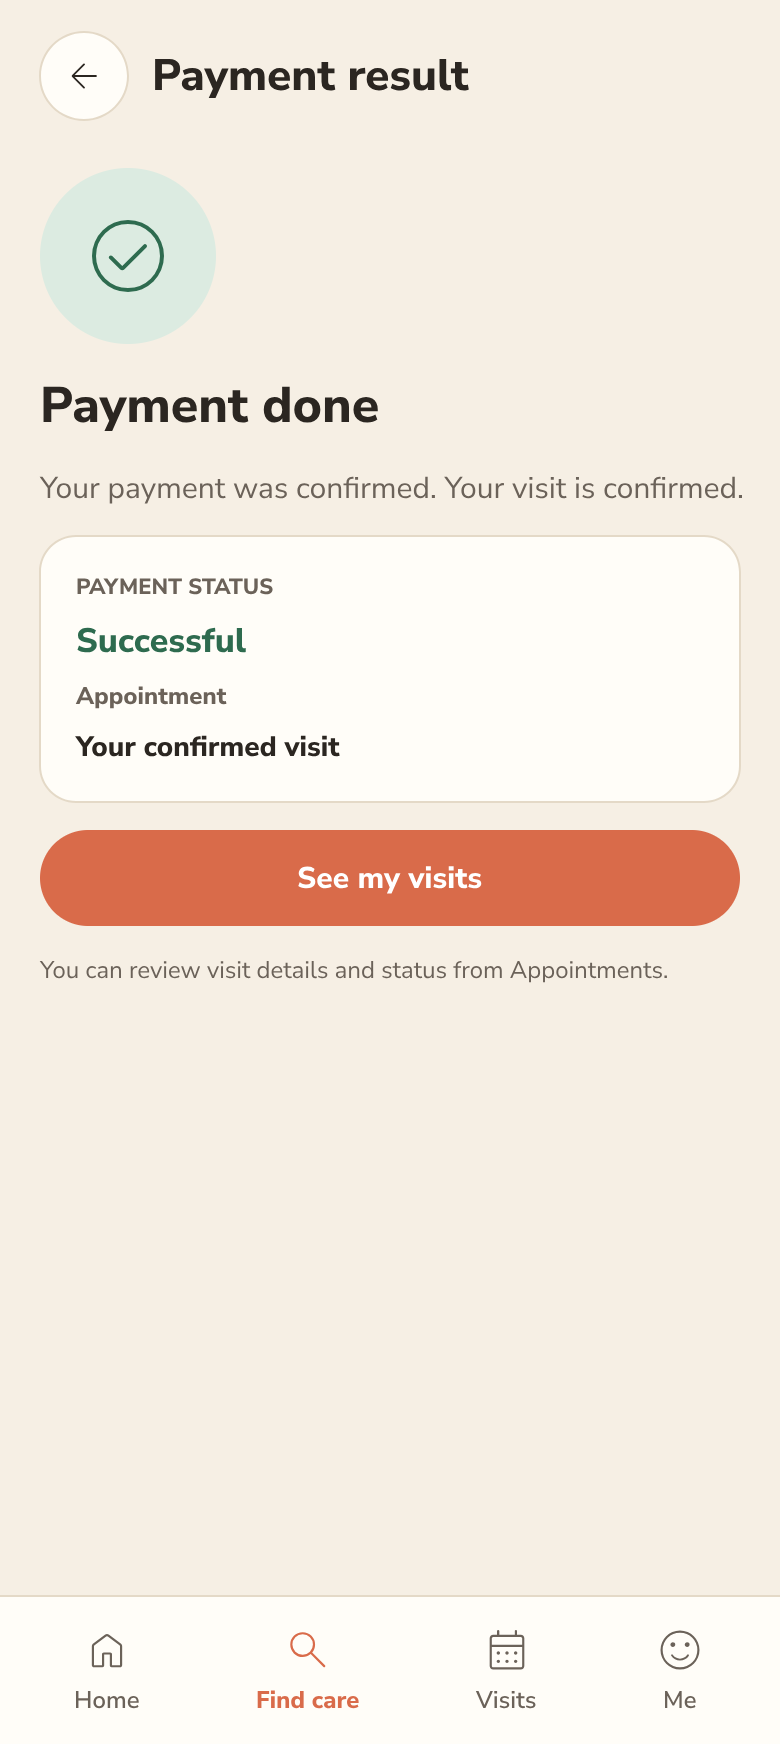 Payment result
Payment done
Your payment was confirmed. Your visit is confirmed.
PAYMENT STATUS
Successful
Appointment
Your confirmed visit
See my visits
You can review visit details and status from Appointments.
Home
Find care
Visits
Me